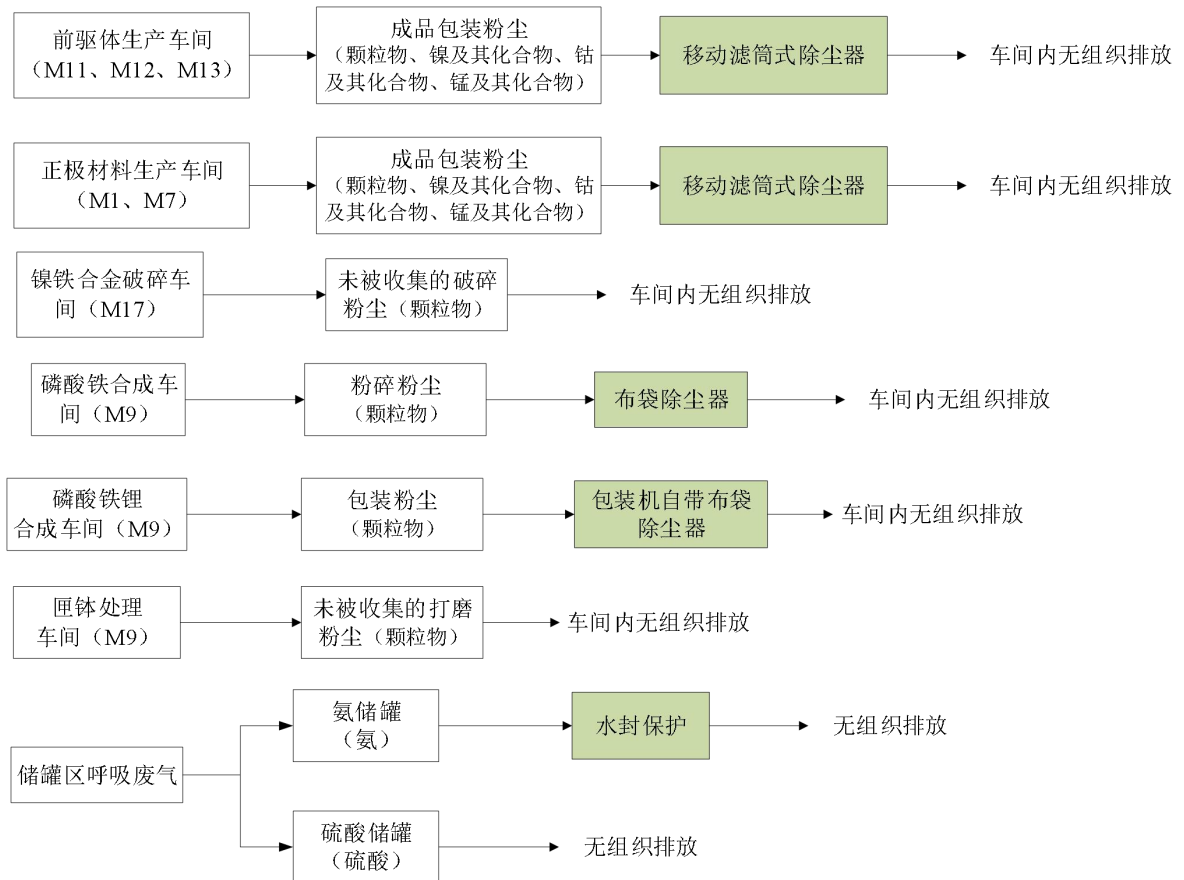 前驱体生产车间
（M11、M12、M13）
成品包装粉尘
（颗粒物、镍及其化合物、钴
及其化合物、锰及其化合物）
移动滤筒式除尘器
车间内无组织排放
正极材料生产车间
（M1、M7）
成品包装粉尘
（颗粒物、镍及其化合物、钴
及其化合物、锰及其化合物）
移动滤筒式除尘器
车间内无组织排放
镍铁合金破碎车
间（M17）
未被收集的破碎
粉尘（颗粒物）
车间内无组织排放
磷酸铁合成车
间（M9）
粉碎粉尘
（颗粒物）
布袋除尘器
车间内无组织排放
磷酸铁锂
合成车间（M9）
包装粉尘
（颗粒物）
包装机自带布袋
除尘器
车间内无组织排放
匣钵处理
车间（M9）
未被收集的打磨
粉尘（颗粒物）
车间内无组织排放
储罐区呼吸废气
氨储罐
（氨）
水封保护
无组织排放
硫酸储罐
（硫酸）
无组织排放